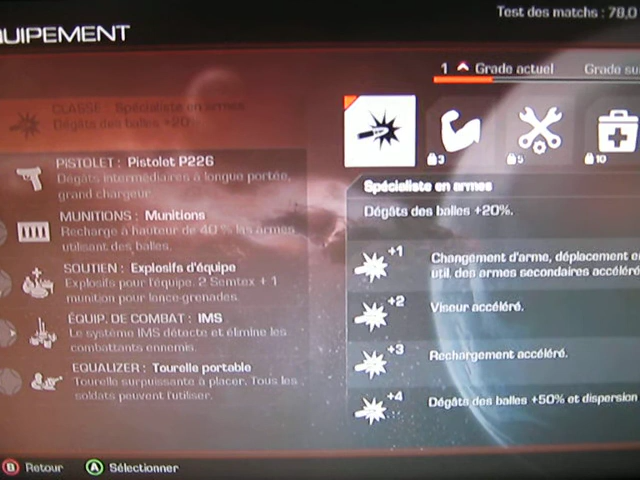 Test des matchs : 78,0
UIPEMENT
1 Grade actuel Grade su
CLASSE : Spécialiste en armes
Dégâts des balles +20%.
3 5 10
PISTOLET : Pistolet P226
Dégâts intermédiaires à longue portée,
grand chargeur.
Spécialiste en armes
Dégâts des balles +20%.
MUNITIONS : Munitions
Recharge à hauteur de 40 % les armes
utilisant des balles.
SOUTIEN : Explosifs d'équipe
Explosifs pour l'équipe. 2 Semtex + 1
munition pour lance-grenades.
ÉQUIP. DE COMBAT : IMS
Le système IMS détecte et élimine les
combattants ennemis.
EQUALIZER : Tourelle portable
Tourelle surpuissante à placer. Tous les
soldats peuvent l'utiliser.
+1 Changement d'arme, déplacement e
util. des armes secondaires accéléré
+2 Viseur accéléré.
+3 Rechargement accéléré.
+4 Dégâts des balles +50% et dispersion
B Retour A Sélectionner